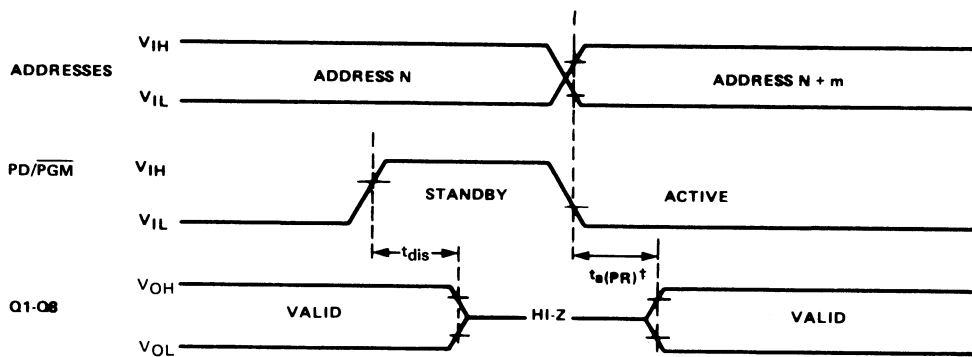 VIH
ADDRESSES
ADDRESS N
ADDRESS N + m
VIL
PD/PGM
VIH
STANDBY
ACTIVE
VIL
tdis
ta(PR)†
VOH
Q1-Q8
VALID
HI-Z
VALID
VOL